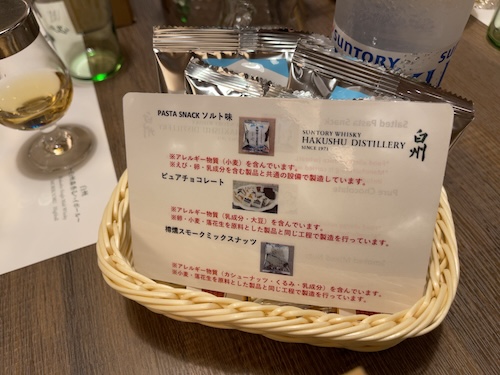 SUNTORY
PASTA SNACK ソルト味
SUNTORY WHISKY
HAKUSHU DISTILLERY
SINCE 1973
白州
※アレルギー物質（小麦）を含んでいます。
※えび・卵・乳成分を含む製品と共通の設備で製造しています。
ピュアチョコレート
※アレルギー物質（乳成分・大豆）を含んでいます。
※卵・小麦・落花生を原料とした製品と同じ工程で製造を行っています。
樽燻スモークミックスナッツ
※アレルギー物質（カシューナッツ・くるみ・乳成分）を含んでいます。
※小麦・落花生を原料とした製品と同じ工程で製造を行っています。